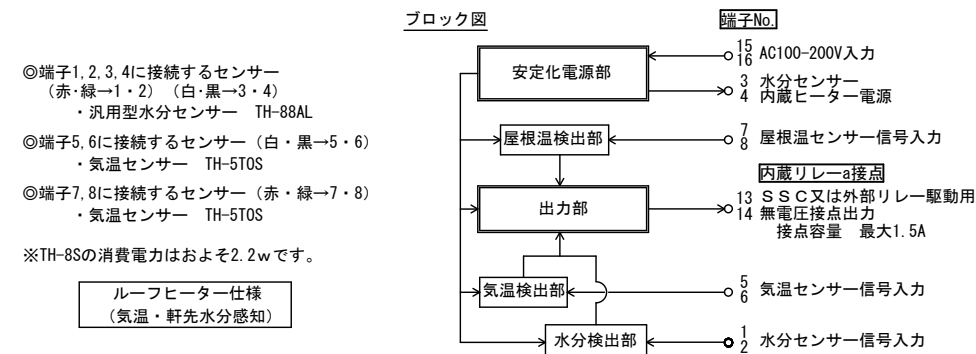 ◎端子1,2,3,4に接続するセンサー
（赤・緑→1・2）（白・黒→3・4）
・汎用型水分センサー TH-88AL
◎端子5,6に接続するセンサー（白・黒→5・6）
・気温センサー TH-5TOS
◎端子7,8に接続するセンサー（赤・緑→7・8）
・気温センサー TH-5TOS
※TH-8Sの消費電力はおよそ2.2wです。
ルーフヒーター仕様
（気温・軒先水分感知）
ブロック図
端子No.
安定化電源部
15
16
AC100-200V入力
3
4
水分センサー
内蔵ヒーター電源
屋根温検出部
7
8
屋根温センサー信号入力
内蔵リレーa接点
出力部
13 ＳＳＣ又は外部リレー駆動用
14 無電圧接点出力
接点容量 最大1.5A
気温検出部
5
6
気温センサー信号入力
水分検出部
1
2
水分センサー信号入力